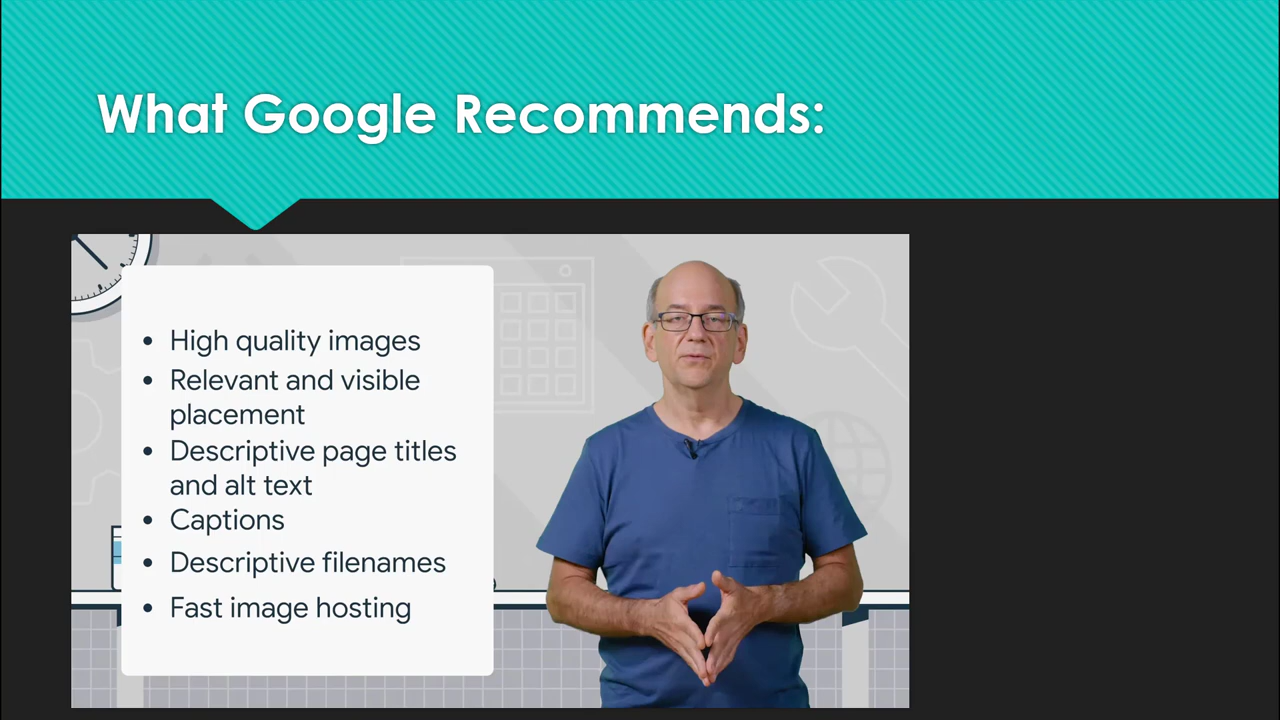 What Google Recommends:
• High quality images
• Relevant and visible
placement
• Descriptive page titles
and alt text
• Captions
• Descriptive filenames
• Fast image hosting